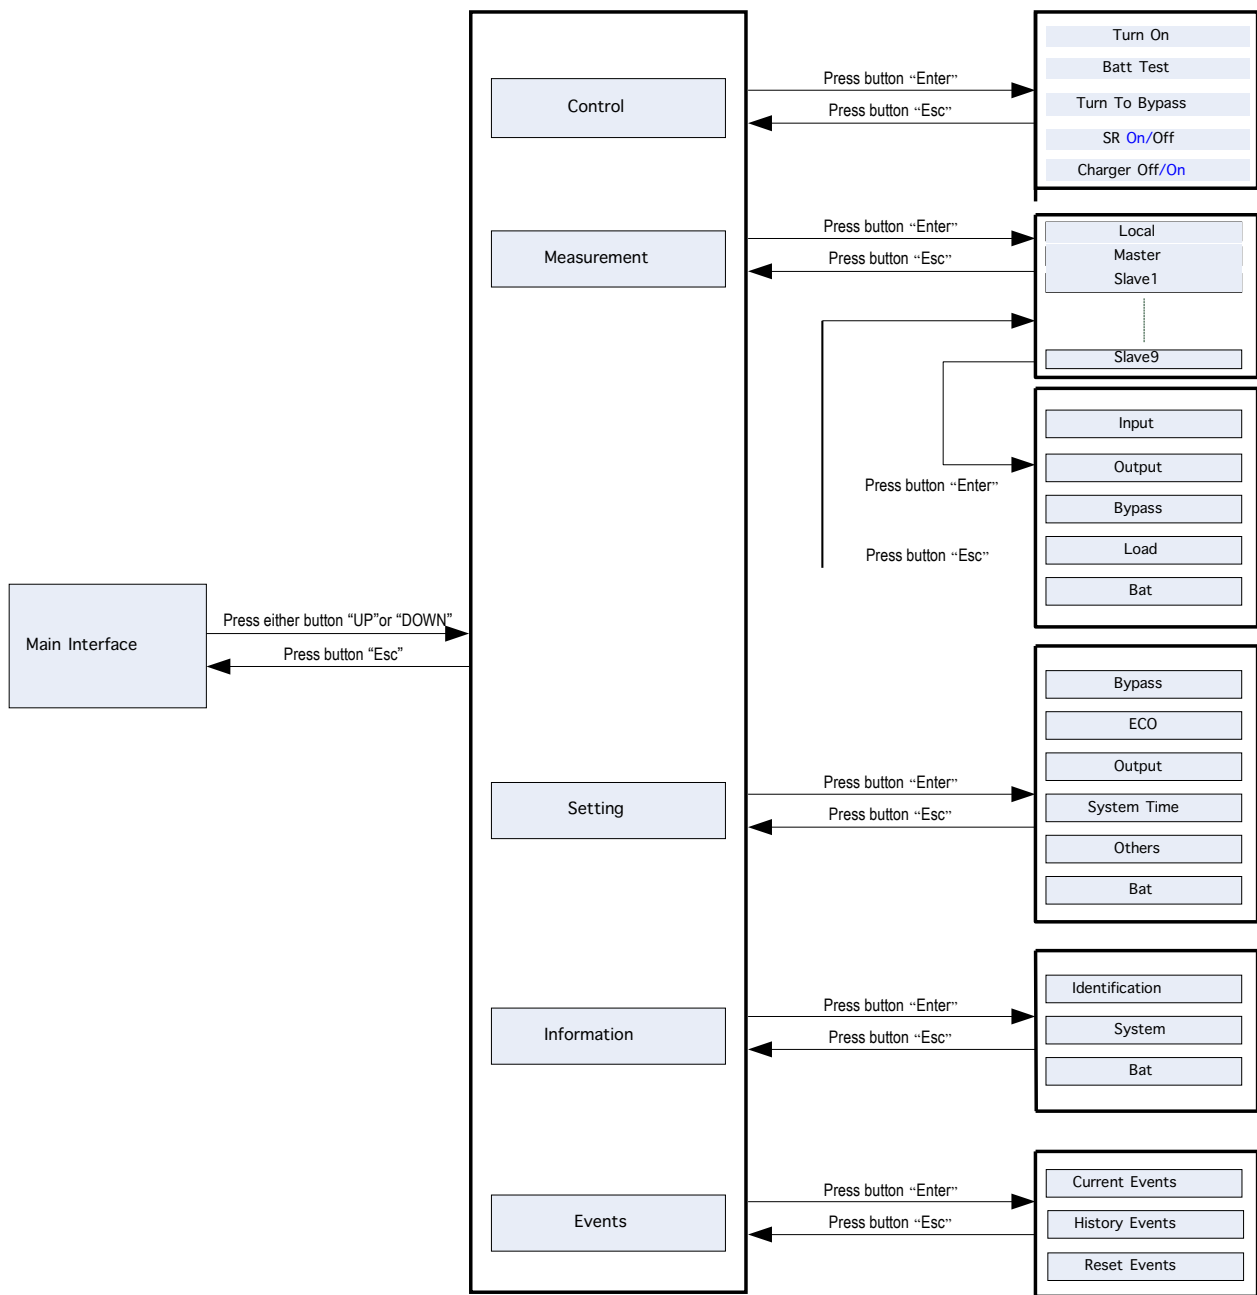 Turn On
Batt Test
Turn To Bypass
SR On/Off
Charger Off/On
Control
Press button “Enter”
Press button “Esc”
Measurement
Press button “Enter”
Press button “Esc”
Local
Master
Slave1
Slave9
Input
Output
Bypass
Load
Bat
Press button “Enter”
Press button “Esc”
Main Interface
Press either button “UP”or “DOWN”
Press button “Esc”
Setting
Press button “Enter”
Press button “Esc”
Bypass
ECO
Output
System Time
Others
Bat
Information
Press button “Enter”
Press button “Esc”
Identification
System
Bat
Events
Press button “Enter”
Press button “Esc”
Current Events
History Events
Reset Events